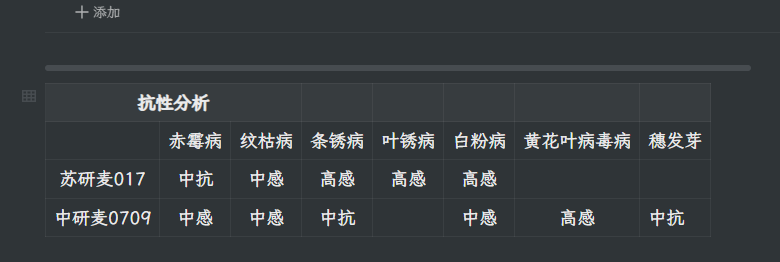 添加
抗性分析
赤霉病 纹枯病 条锈病 叶锈病 白粉病 黄花叶病毒病 穗发芽
苏研麦017 中抗 中感 高感 高感 高感
中研麦0709 中感 中感 中抗 中感 高感 中抗